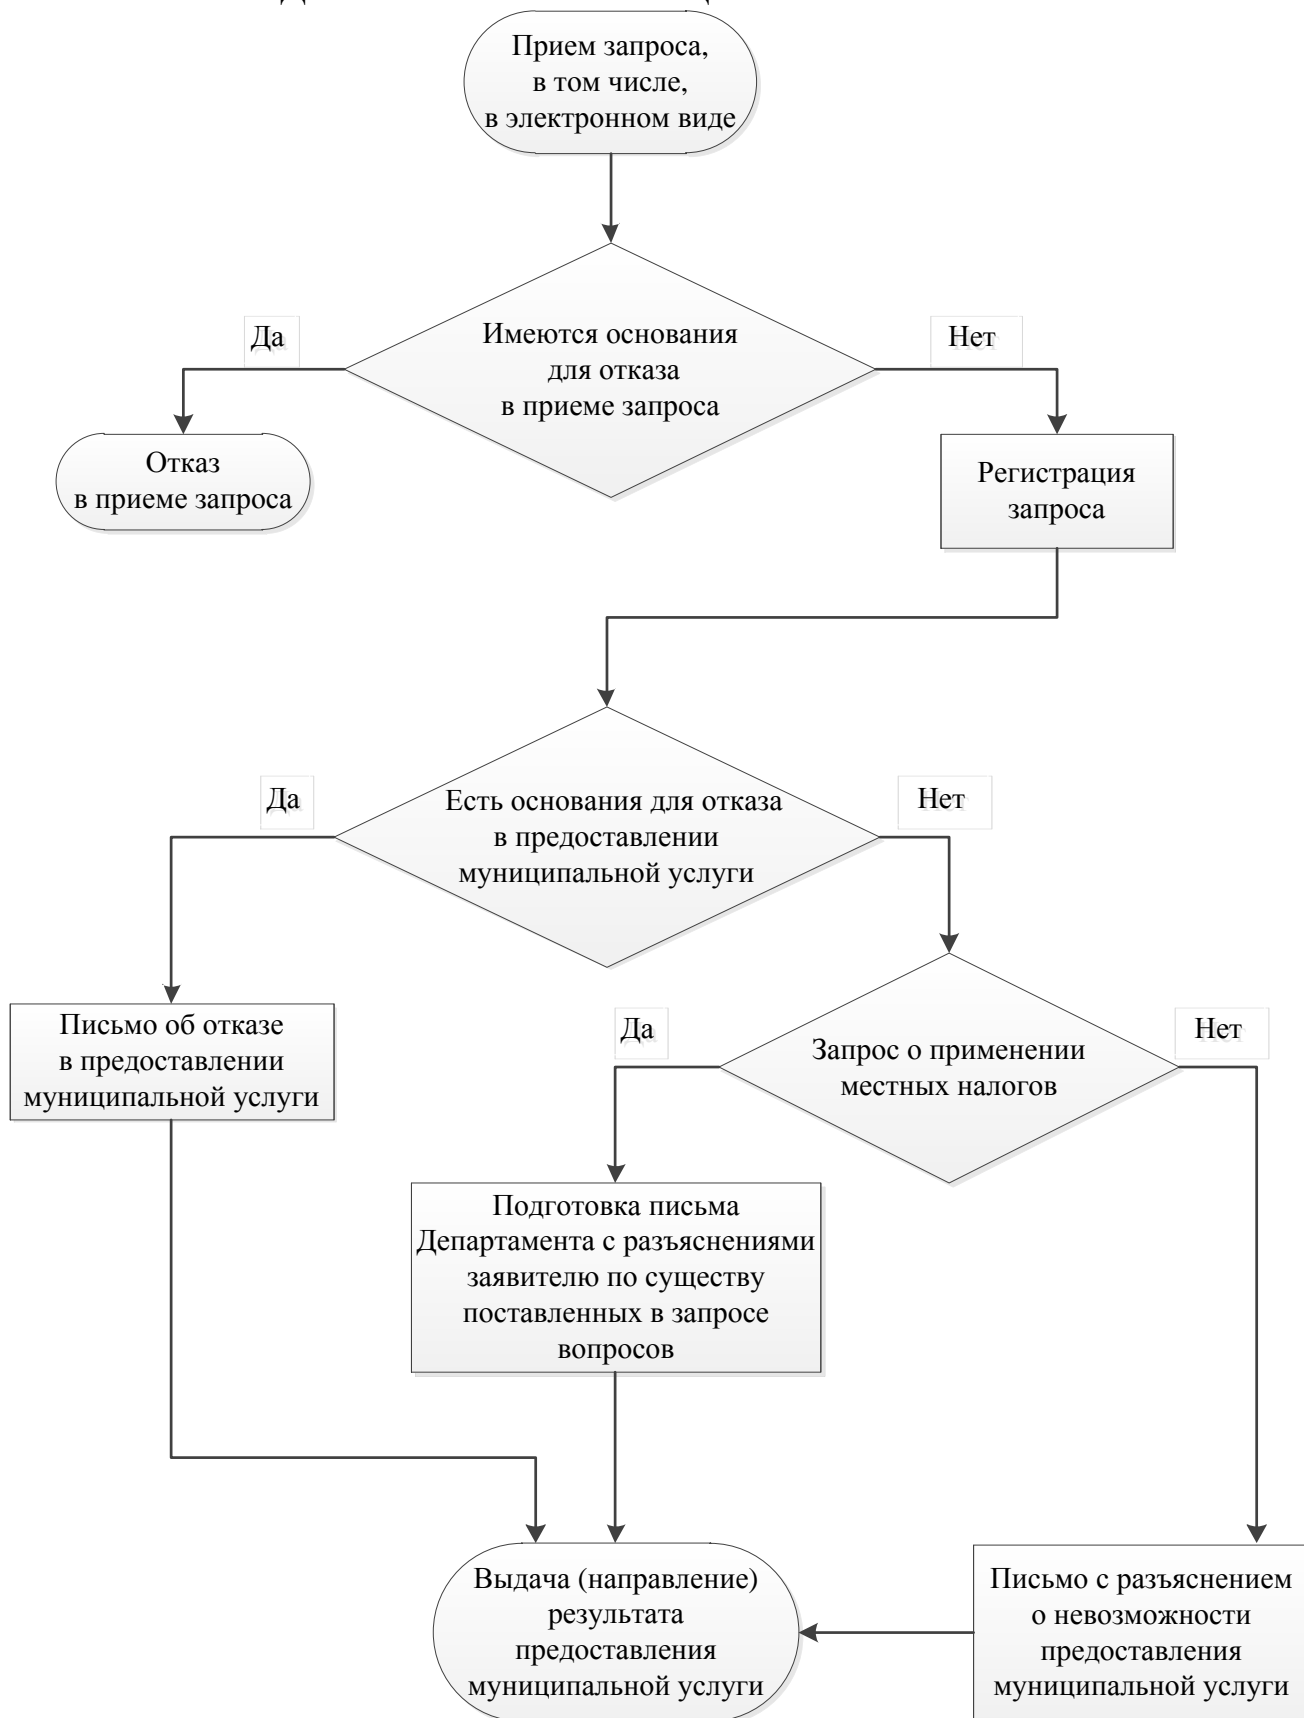 Прием запроса,
в том числе,
в электронном виде
Да
Имеются основания
для отказа
в приеме запроса
Нет
Отказ
в приеме запроса
Регистрация
запроса
Да
Есть основания для отказа
в предоставлении
муниципальной услуги
Нет
Письмо об отказе
в предоставлении
муниципальной услуги
Да
Запрос о применении
местных налогов
Нет
Подготовка письма
Департамента с разъяснениями
заявителю по существу
поставленных в запросе
вопросов
Выдача (направление)
результата
предоставления
муниципальной услуги
Письмо с разъяснением
о невозможности
предоставления
муниципальной услуги